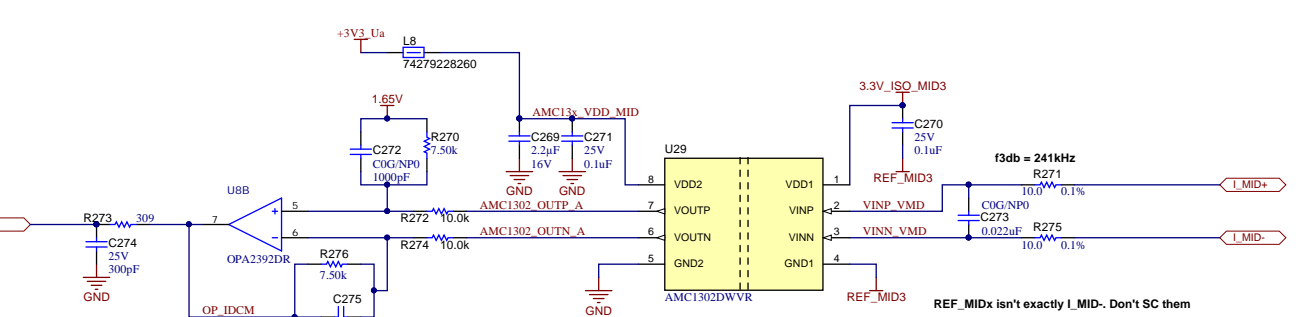 +3V3_Ua
L8
74279228260
1.65V
C272
C0G/NP0
1000pF
R270
7.50k
AMC13x_VDD_MID
C269
2.2µF
16V
C271
25V
0.1uF
GND
GND
U29
8
VDD2
VDD1
1
7
VOUTP
VINP
2
6
VOUTN
VINN
3
5
GND2
GND1
4
AMC1302DWVR
GND
3.3V_ISO_MID3
C270
25V
0.1uF
REF_MID3
f3db = 241kHz
R271
10.0
0.1%
I_MID+
VINP_VMD
C0G/NP0
C273
0.022uF
VINN_VMD
R275
10.0
0.1%
I_MID-
REF_MID3
REF_MIDx isn't exactly I_MID-. Don't SC them
U8B
5
+
6
−
7
OPA2392DR
R272
10.0k
AMC1302_OUTP_A
R274
10.0k
AMC1302_OUTN_A
R273
309
C274
25V
300pF
GND
R276
7.50k
C275
OP_IDCM